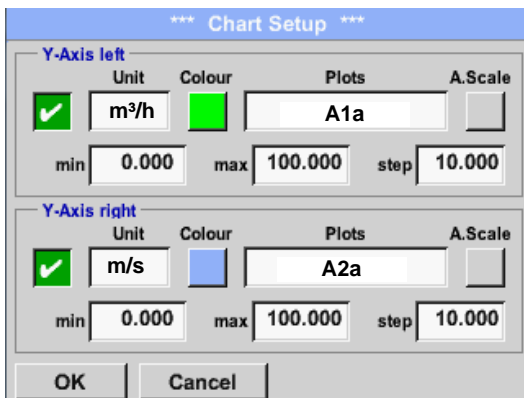 *** Chart Setup ***
Y-Axis left
Unit Colour Plots A.Scale
m³/h A1a
min 0.000 max 100.000 step 10.000
Y-Axis right
Unit Colour Plots A.Scale
m/s A2a
min 0.000 max 100.000 step 10.000
OK Cancel